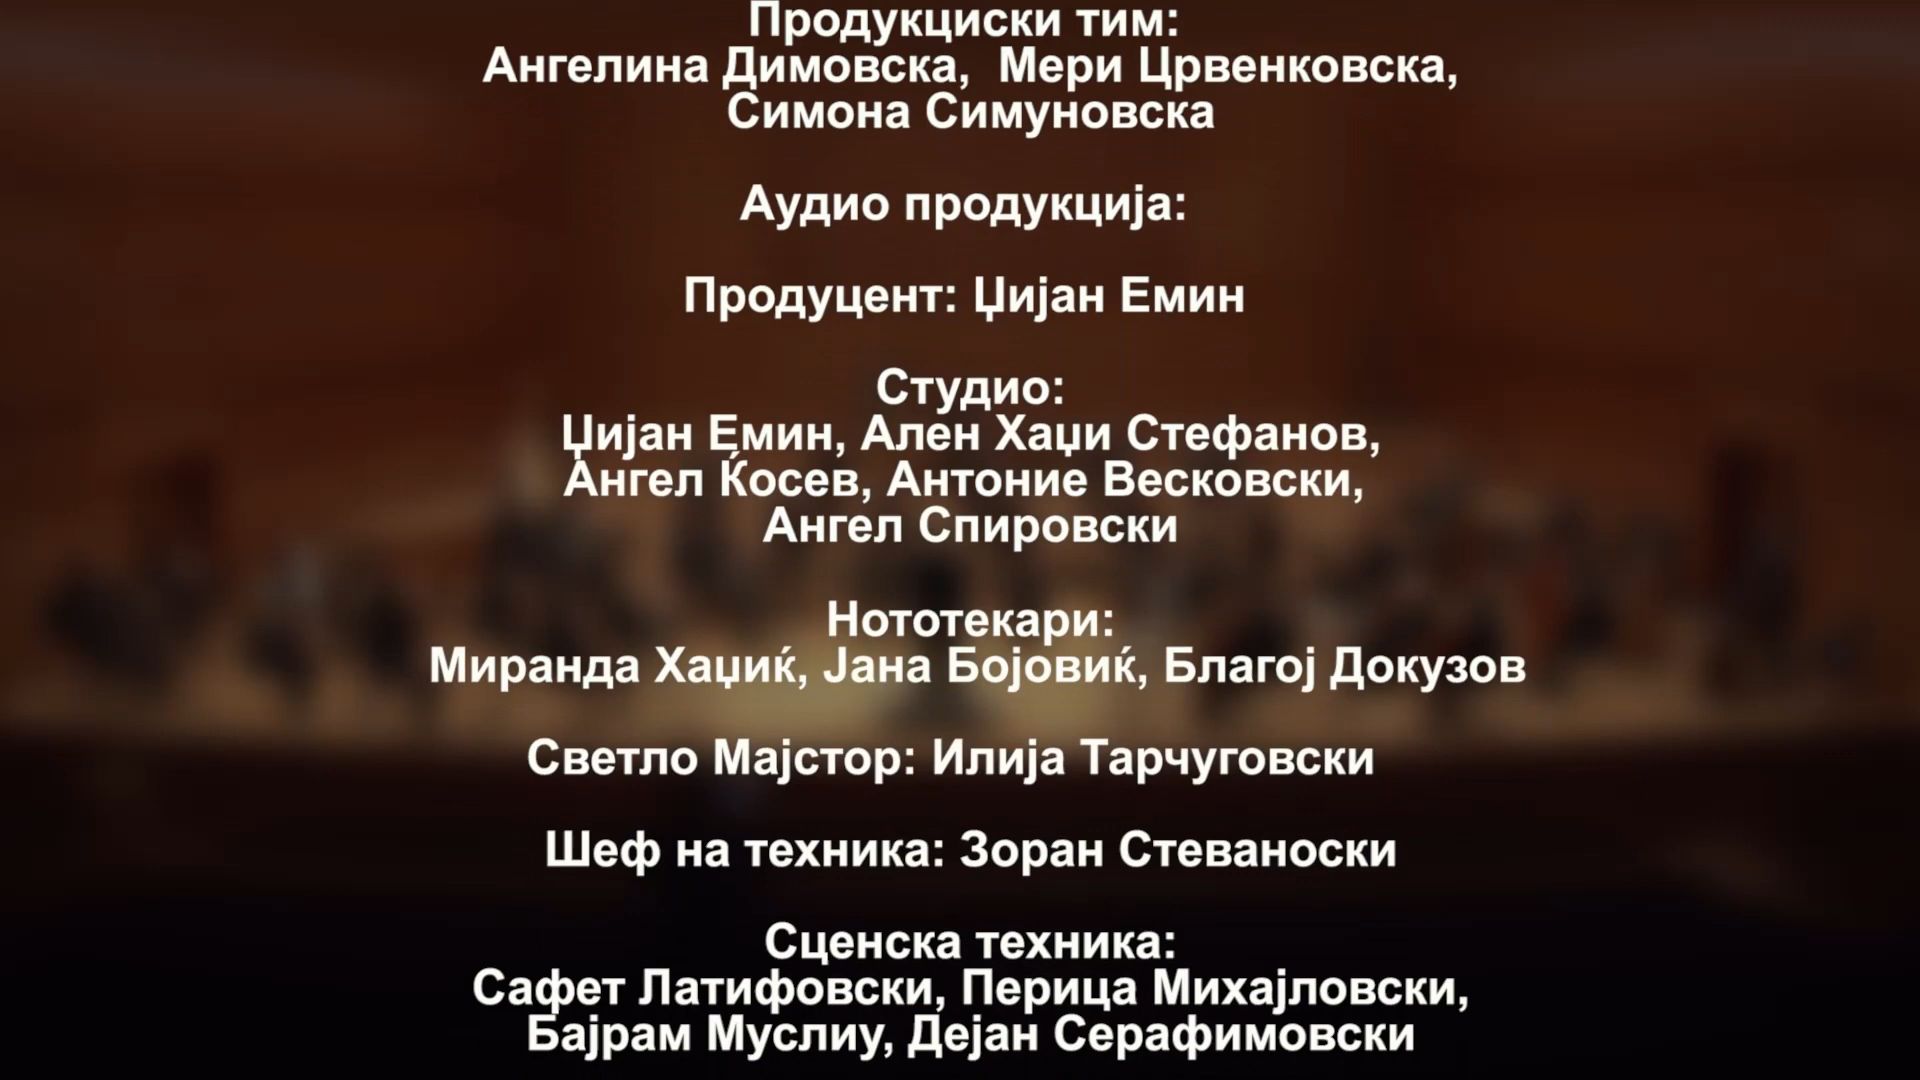 Продукциски тим:
Ангелина Димовска, Мери Црвенковска,
Симона Симуновска
Аудио продукција:
Продуцент: Џијан Емин
Студио:
Џијан Емин, Ален Хаџи Стефанов,
Ангел Ќосев, Антоние Весковски,
Ангел Спировски
Нототекари:
Миранда Хаџиќ, Јана Бојовиќ, Благој Докузов
Светло Мајстор: Илија Тарчуговски
Шеф на техника: Зоран Стеваноски
Сценска техника:
Сафет Латифовски, Перица Михајловски,
Бајрам Муслиу, Дејан Серафимовски